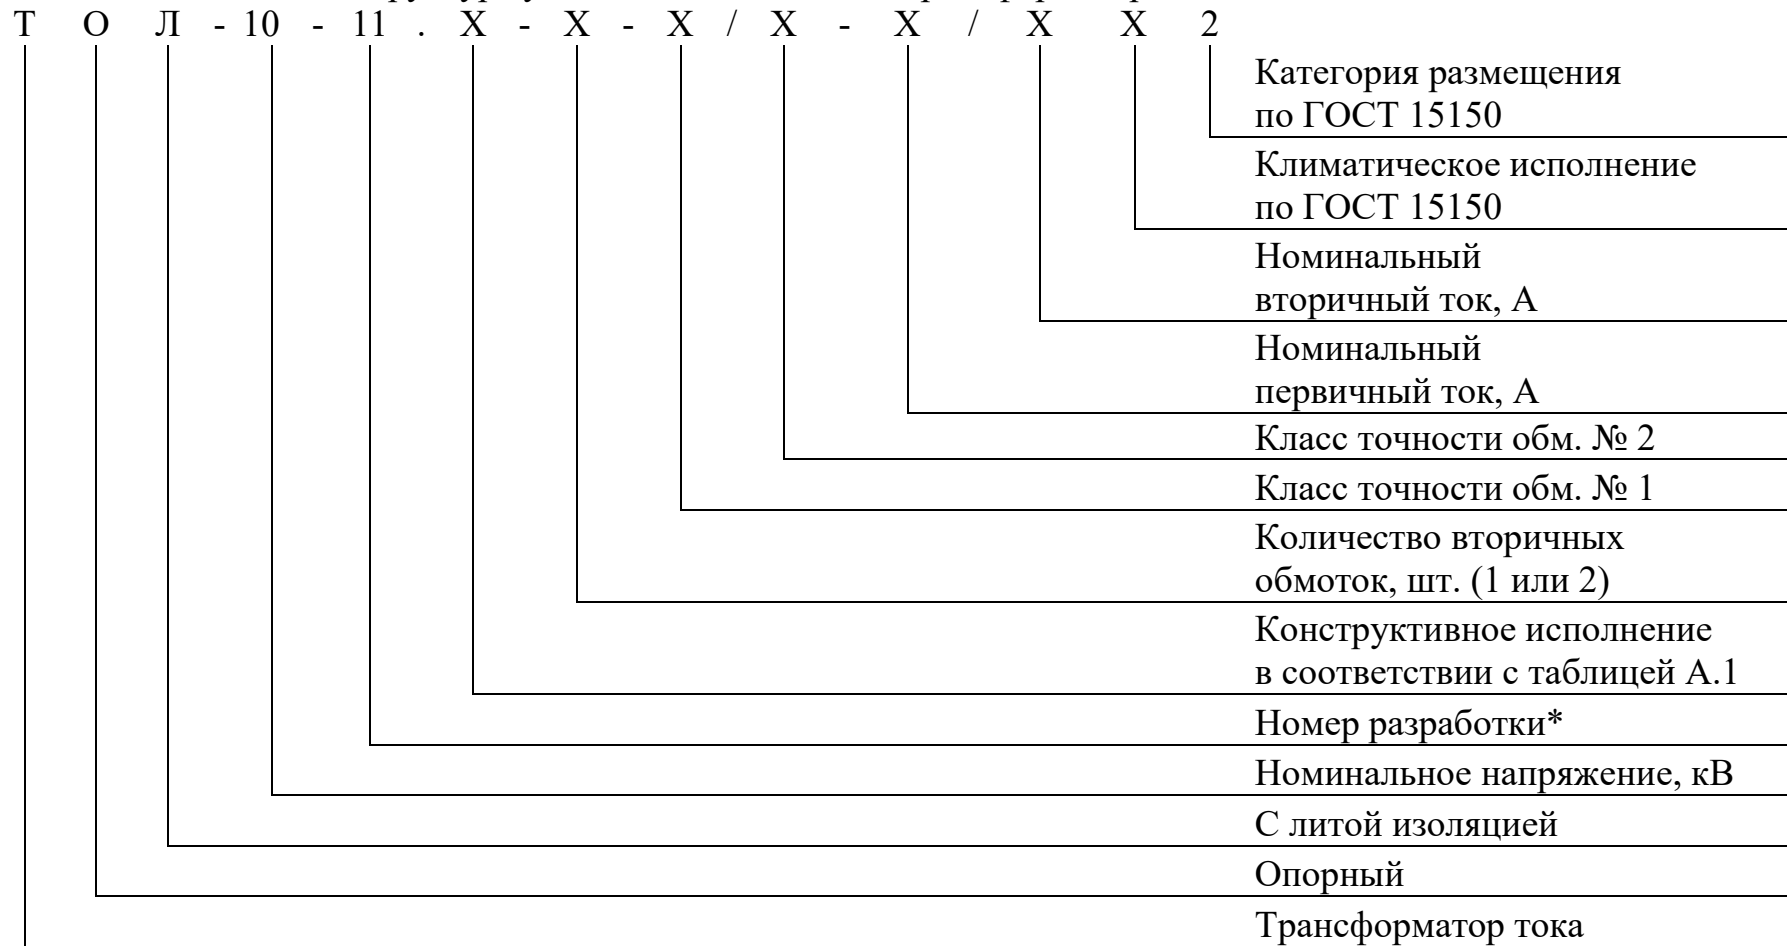 Т О Л - 10 - 11 . Х - Х - Х / Х - Х / Х Х 2
Категория размещения
по ГОСТ 15150
Климатическое исполнение
по ГОСТ 15150
Номинальный
вторичный ток, А
Номинальный
первичный ток, А
Класс точности обм. № 2
Класс точности обм. № 1
Количество вторичных
обмоток, шт. (1 или 2)
Конструктивное исполнение
в соответствии с таблицей А.1
Номер разработки*
Номинальное напряжение, кВ
С литой изоляцией
Опорный
Трансформатор тока